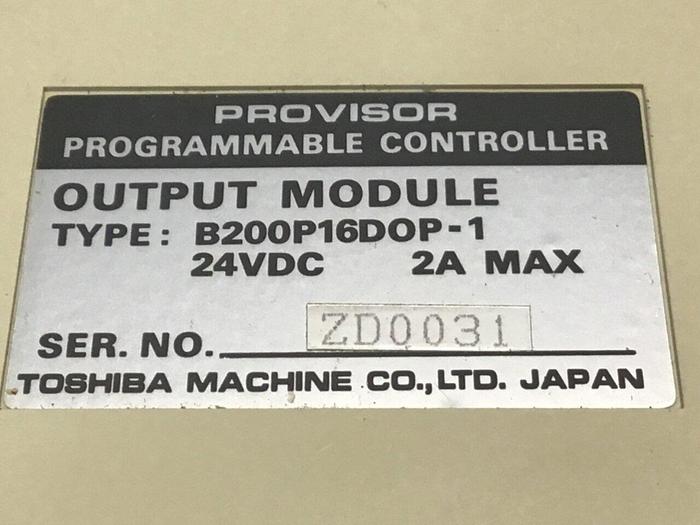 PROVISOR
PROGRAMMABLE CONTROLLER
OUTPUT MODULE
TYPE: B200P16DOP-1
24VDC 2A MAX
SER. NO. ZD0031
TOSHIBA MACHINE CO., LTD. JAPAN